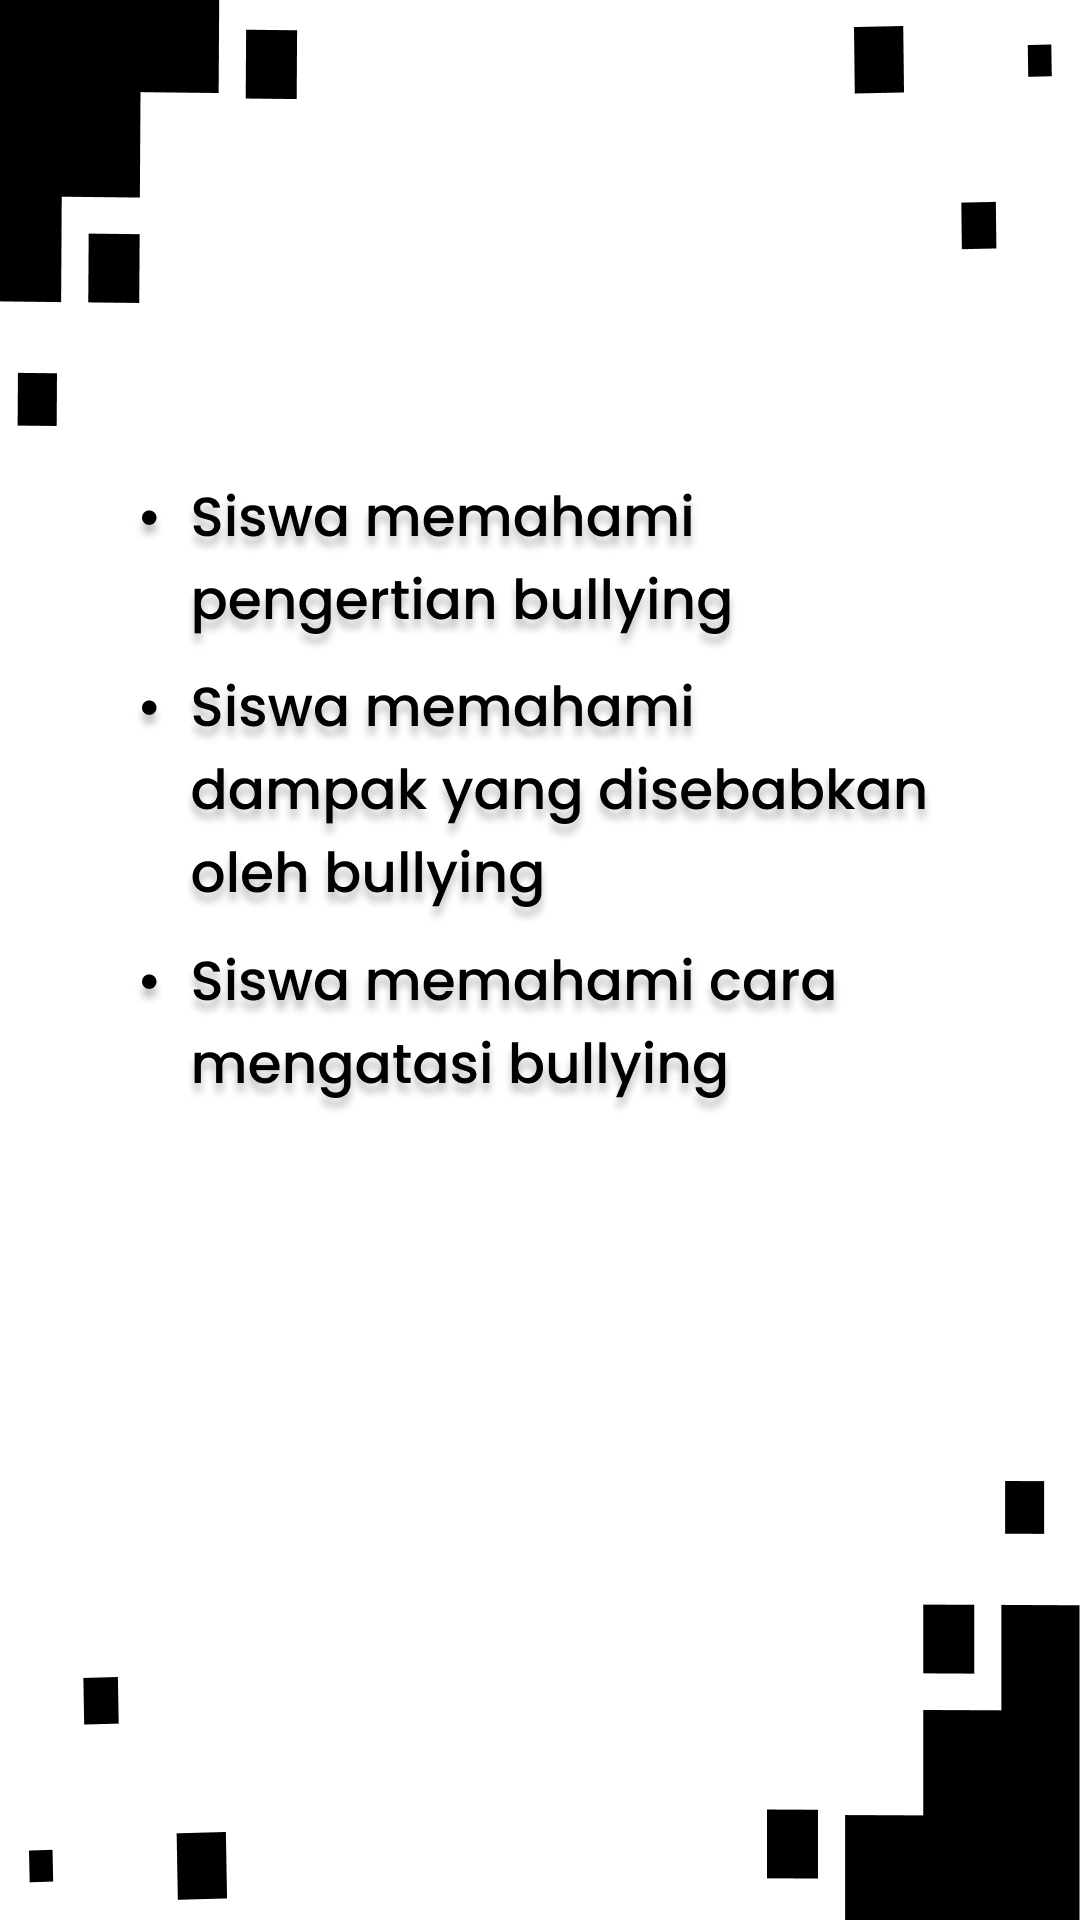 • Siswa memahami
pengertian bullying
• Siswa memahami
dampak yang disebabkan
oleh bullying
• Siswa memahami cara
mengatasi bullying